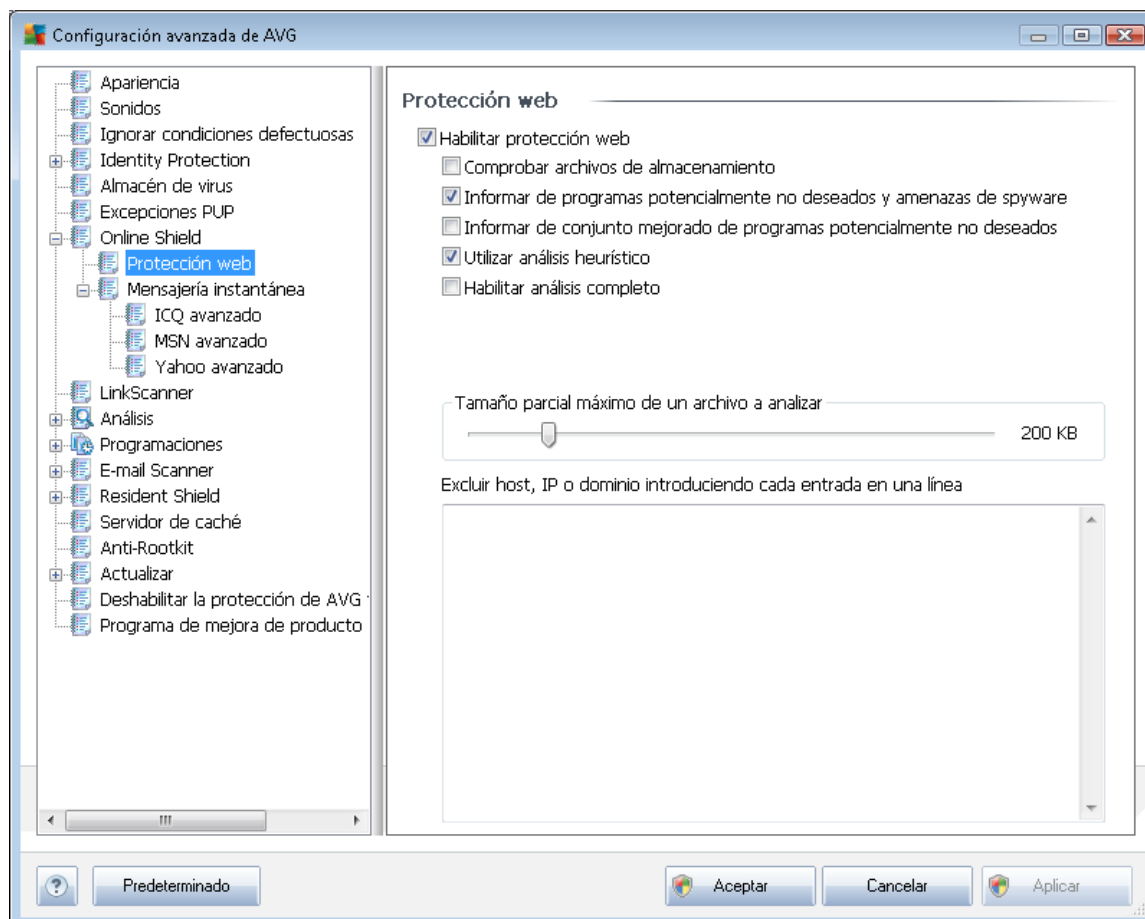 Configuración avanzada de AVG
Apariencia
Sonidos
Ignorar condiciones defectuosas
Identity Protection
Almacén de virus
Excepciones PUP
Online Shield
Protección web
Mensajería instantánea
ICQ avanzado
MSN avanzado
Yahoo avanzado
LinkScanner
Análisis
Programaciones
E-mail Scanner
Resident Shield
Servidor de caché
Anti-Rootkit
Actualizar
Deshabilitar la protección de AVG
Programa de mejora de producto
Protección web
Habilitar protección web
Comprobar archivos de almacenamiento
Informar de programas potencialmente no deseados y amenazas de spyware
Informar de conjunto mejorado de programas potencialmente no deseados
Utilizar análisis heurístico
Habilitar análisis completo
Tamaño parcial máximo de un archivo a analizar
200 KB
Excluir host, IP o dominio introduciendo cada entrada en una línea
?
Predeterminado
Aceptar
Cancelar
Aplicar